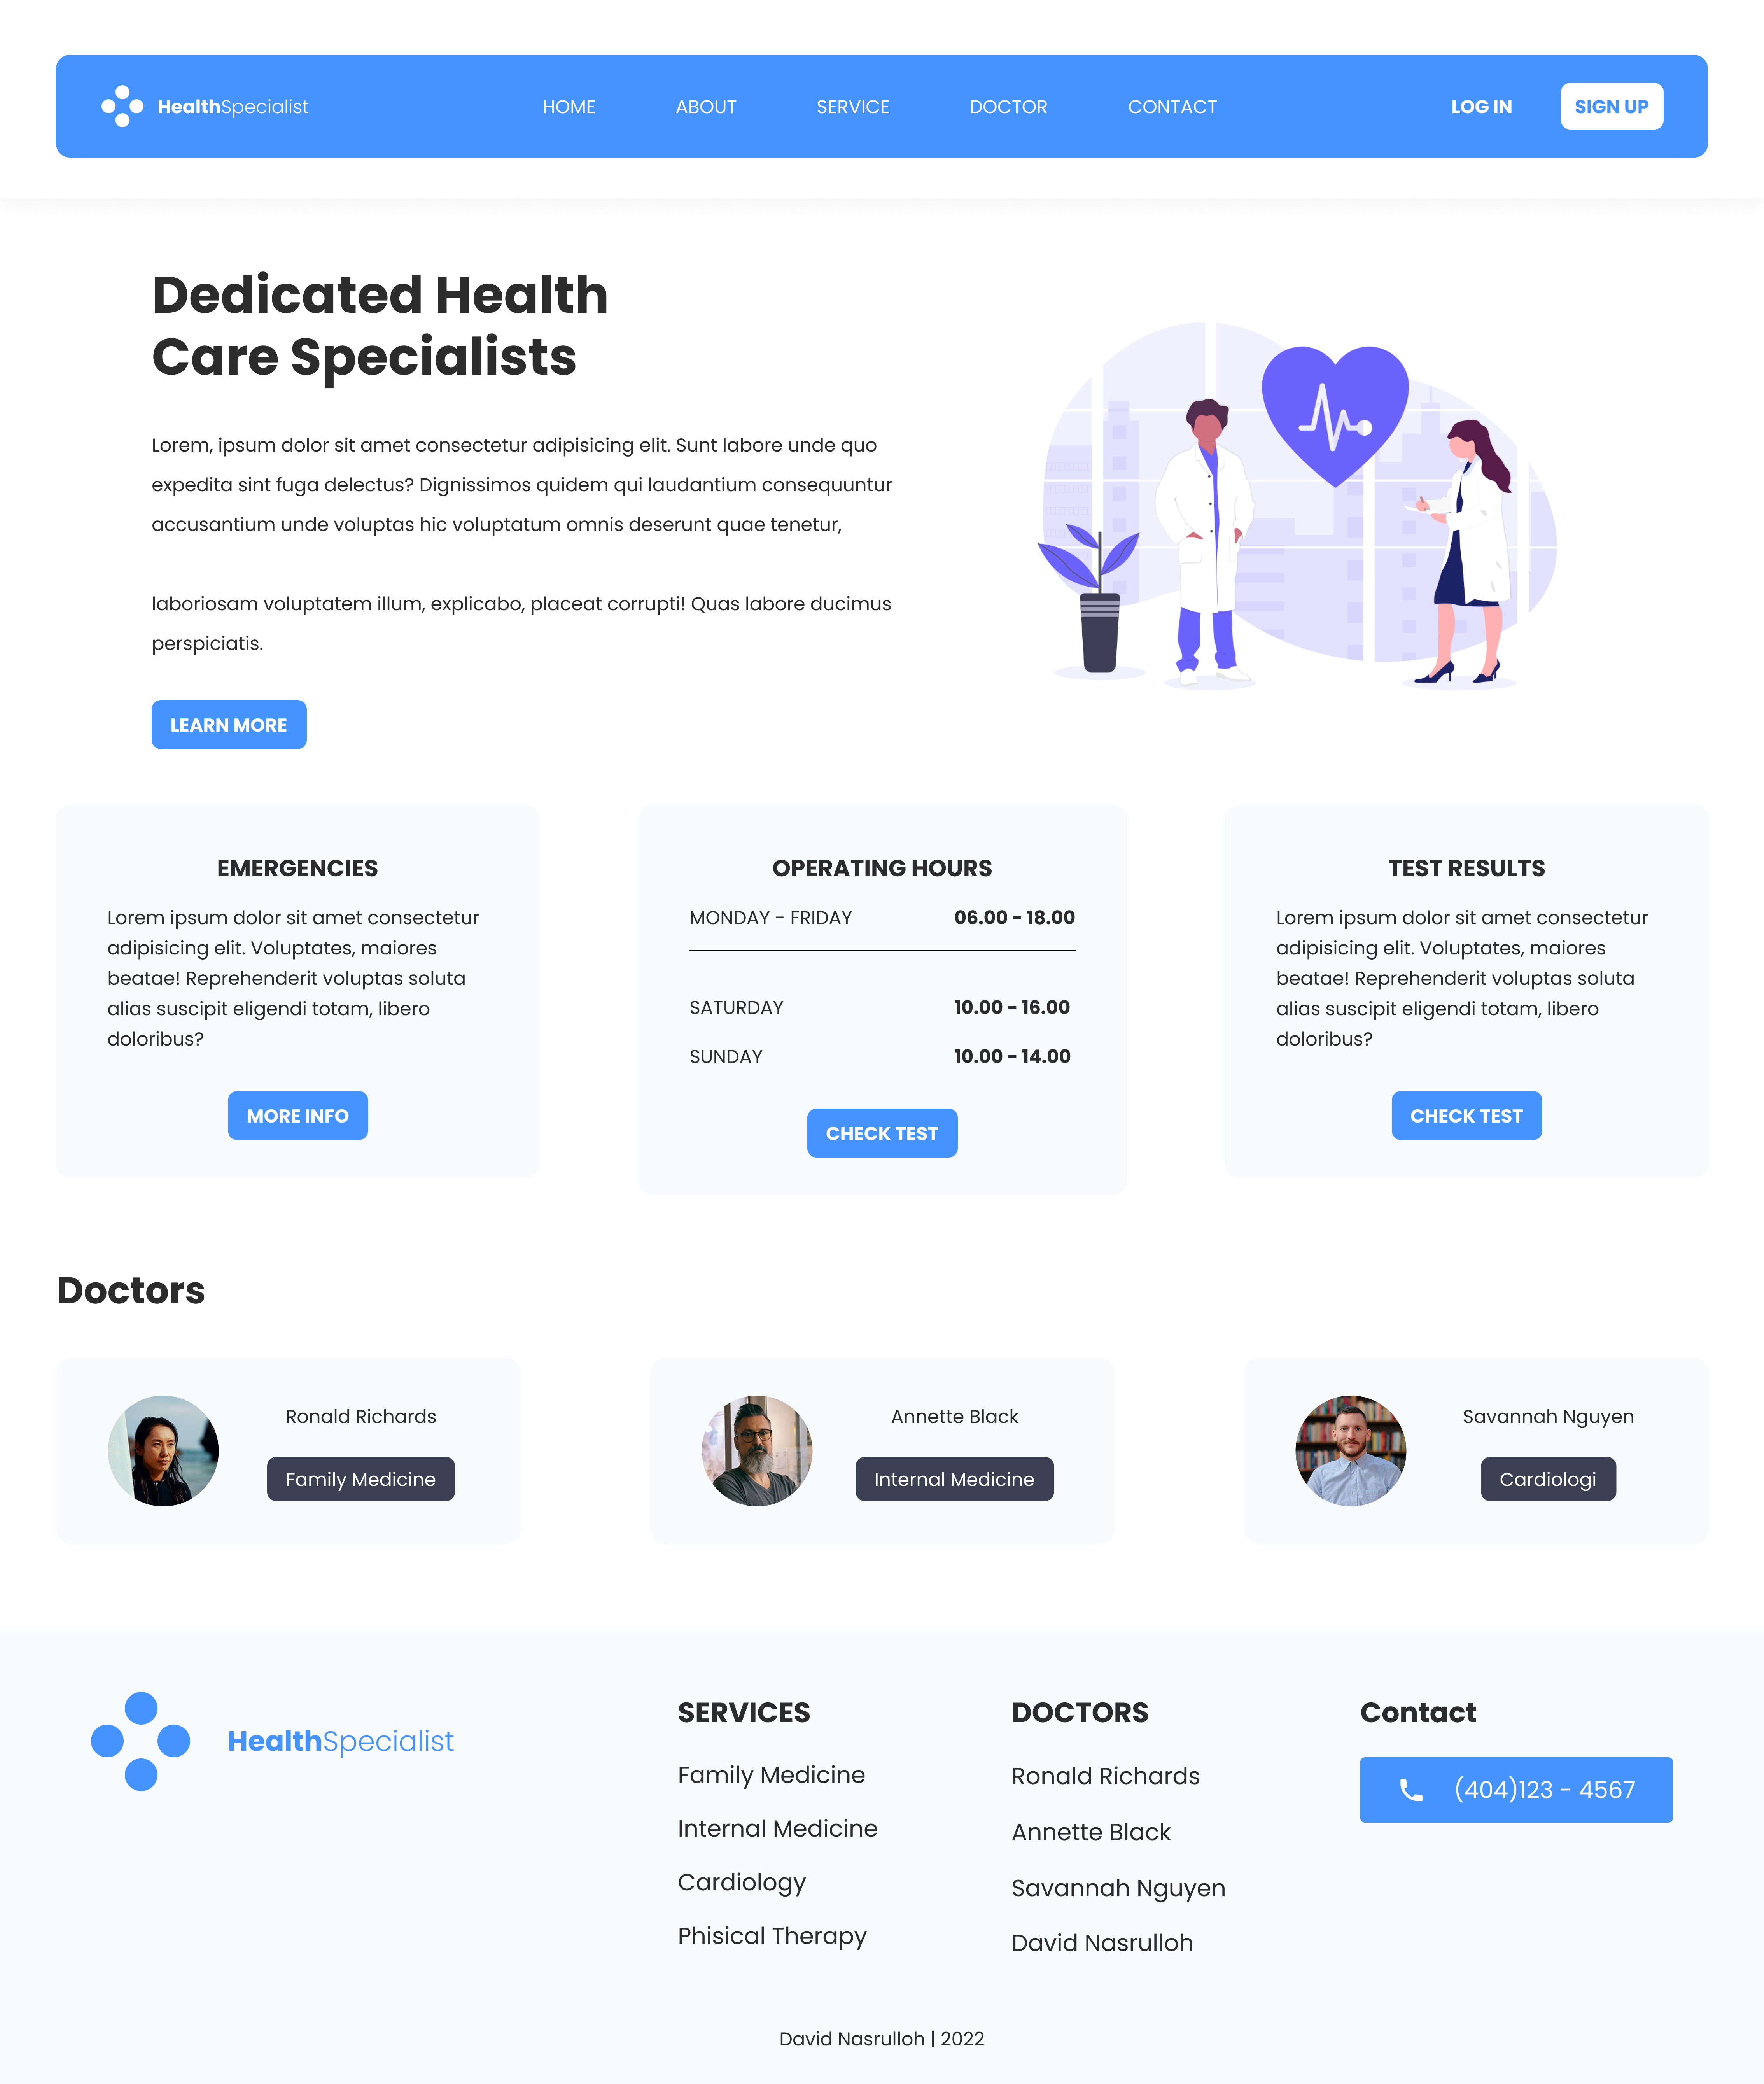 HealthSpecialist
HOME
ABOUT
SERVICE
DOCTOR
CONTACT
LOG IN
SIGN UP
Dedicated Health
Care Specialists
Lorem, ipsum dolor sit amet consectetur adipisicing elit. Sunt labore unde quo
expedita sint fuga delectus? Dignissimos quidem qui laudantium consequuntur
accusantium unde voluptas hic voluptatum omnis deserunt quae tenetur,
laboriosam voluptatem illum, explicabo, placeat corrupti! Quas labore ducimus
perspiciatis.
LEARN MORE
EMERGENCIES
Lorem ipsum dolor sit amet consectetur
adipisicing elit. Voluptates, maiores
beatae! Reprehenderit voluptas soluta
alias suscipit eligendi totam, libero
doloribus?
MORE INFO
OPERATING HOURS
MONDAY - FRIDAY 06.00 - 18.00
SATURDAY 10.00 - 16.00
SUNDAY 10.00 - 14.00
CHECK TEST
TEST RESULTS
Lorem ipsum dolor sit amet consectetur
adipisicing elit. Voluptates, maiores
beatae! Reprehenderit voluptas soluta
alias suscipit eligendi totam, libero
doloribus?
CHECK TEST
Doctors
Ronald Richards
Family Medicine
Annette Black
Internal Medicine
Savannah Nguyen
Cardiologi
HealthSpecialist
SERVICES
Family Medicine
Internal Medicine
Cardiology
Phisical Therapy
DOCTORS
Ronald Richards
Annette Black
Savannah Nguyen
David Nasrulloh
Contact
(404)123 - 4567
David Nasrulloh | 2022